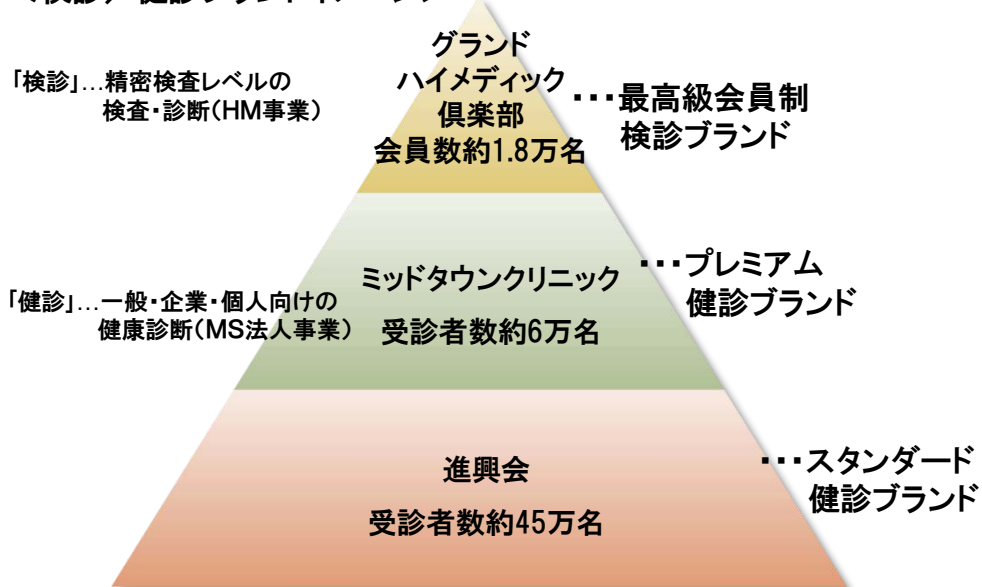 グランド
ハイメディック
倶楽部
会員数約1.8万名
「検診」…精密検査レベルの
検査・診断(HM事業)
・・・最高級会員制
検診ブランド
ミッドタウンクリニック
受診者数約6万名
「健診」…一般・企業・個人向けの
健康診断(MS法人事業)
・・・プレミアム
健診ブランド
進興会
受診者数約45万名
・・・スタンダード
健診ブランド